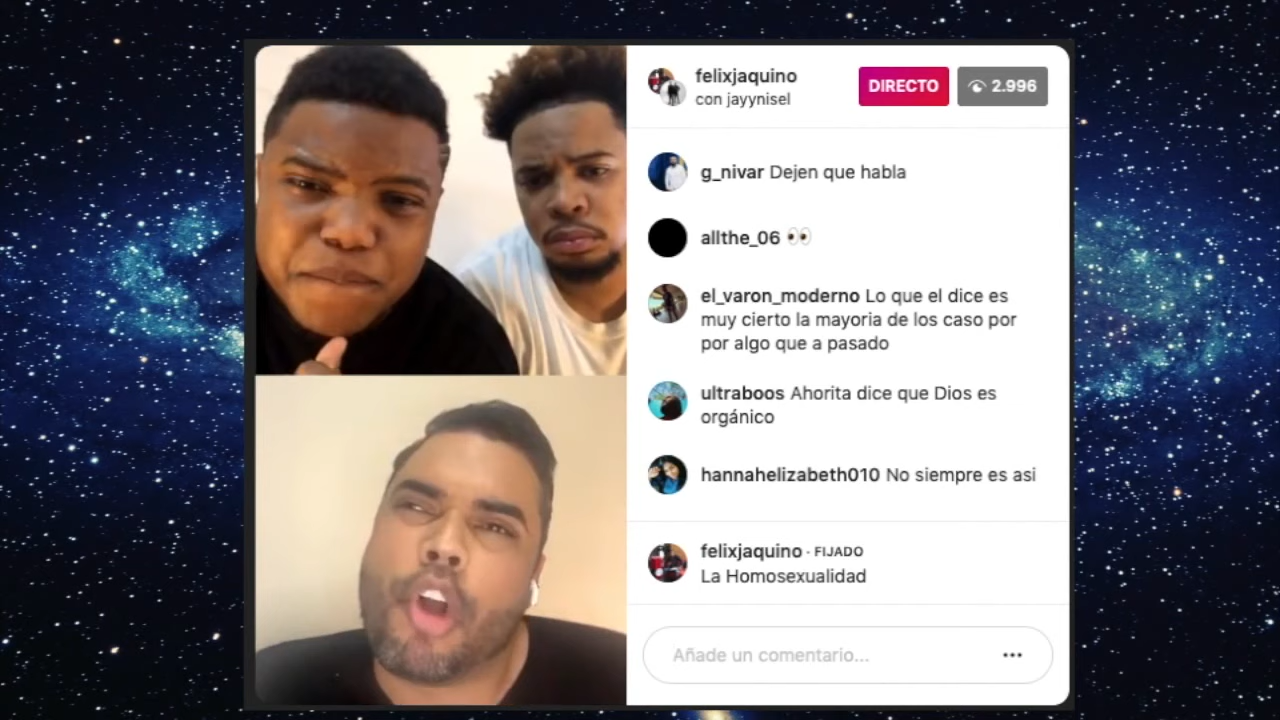 felixjaquino
con jayynisel
DIRECTO
2.996
g_nivar Dejen que habla
allthe_06 👀
el_varon_moderno Lo que el dice es
muy cierto la mayoria de los caso por
por algo que a pasado
ultraboos Ahorita dice que Dios es
orgánico
hannahelizabeth010 No siempre es asi
felixjaquino · FIJADO
La Homosexualidad
Añade un comentario...